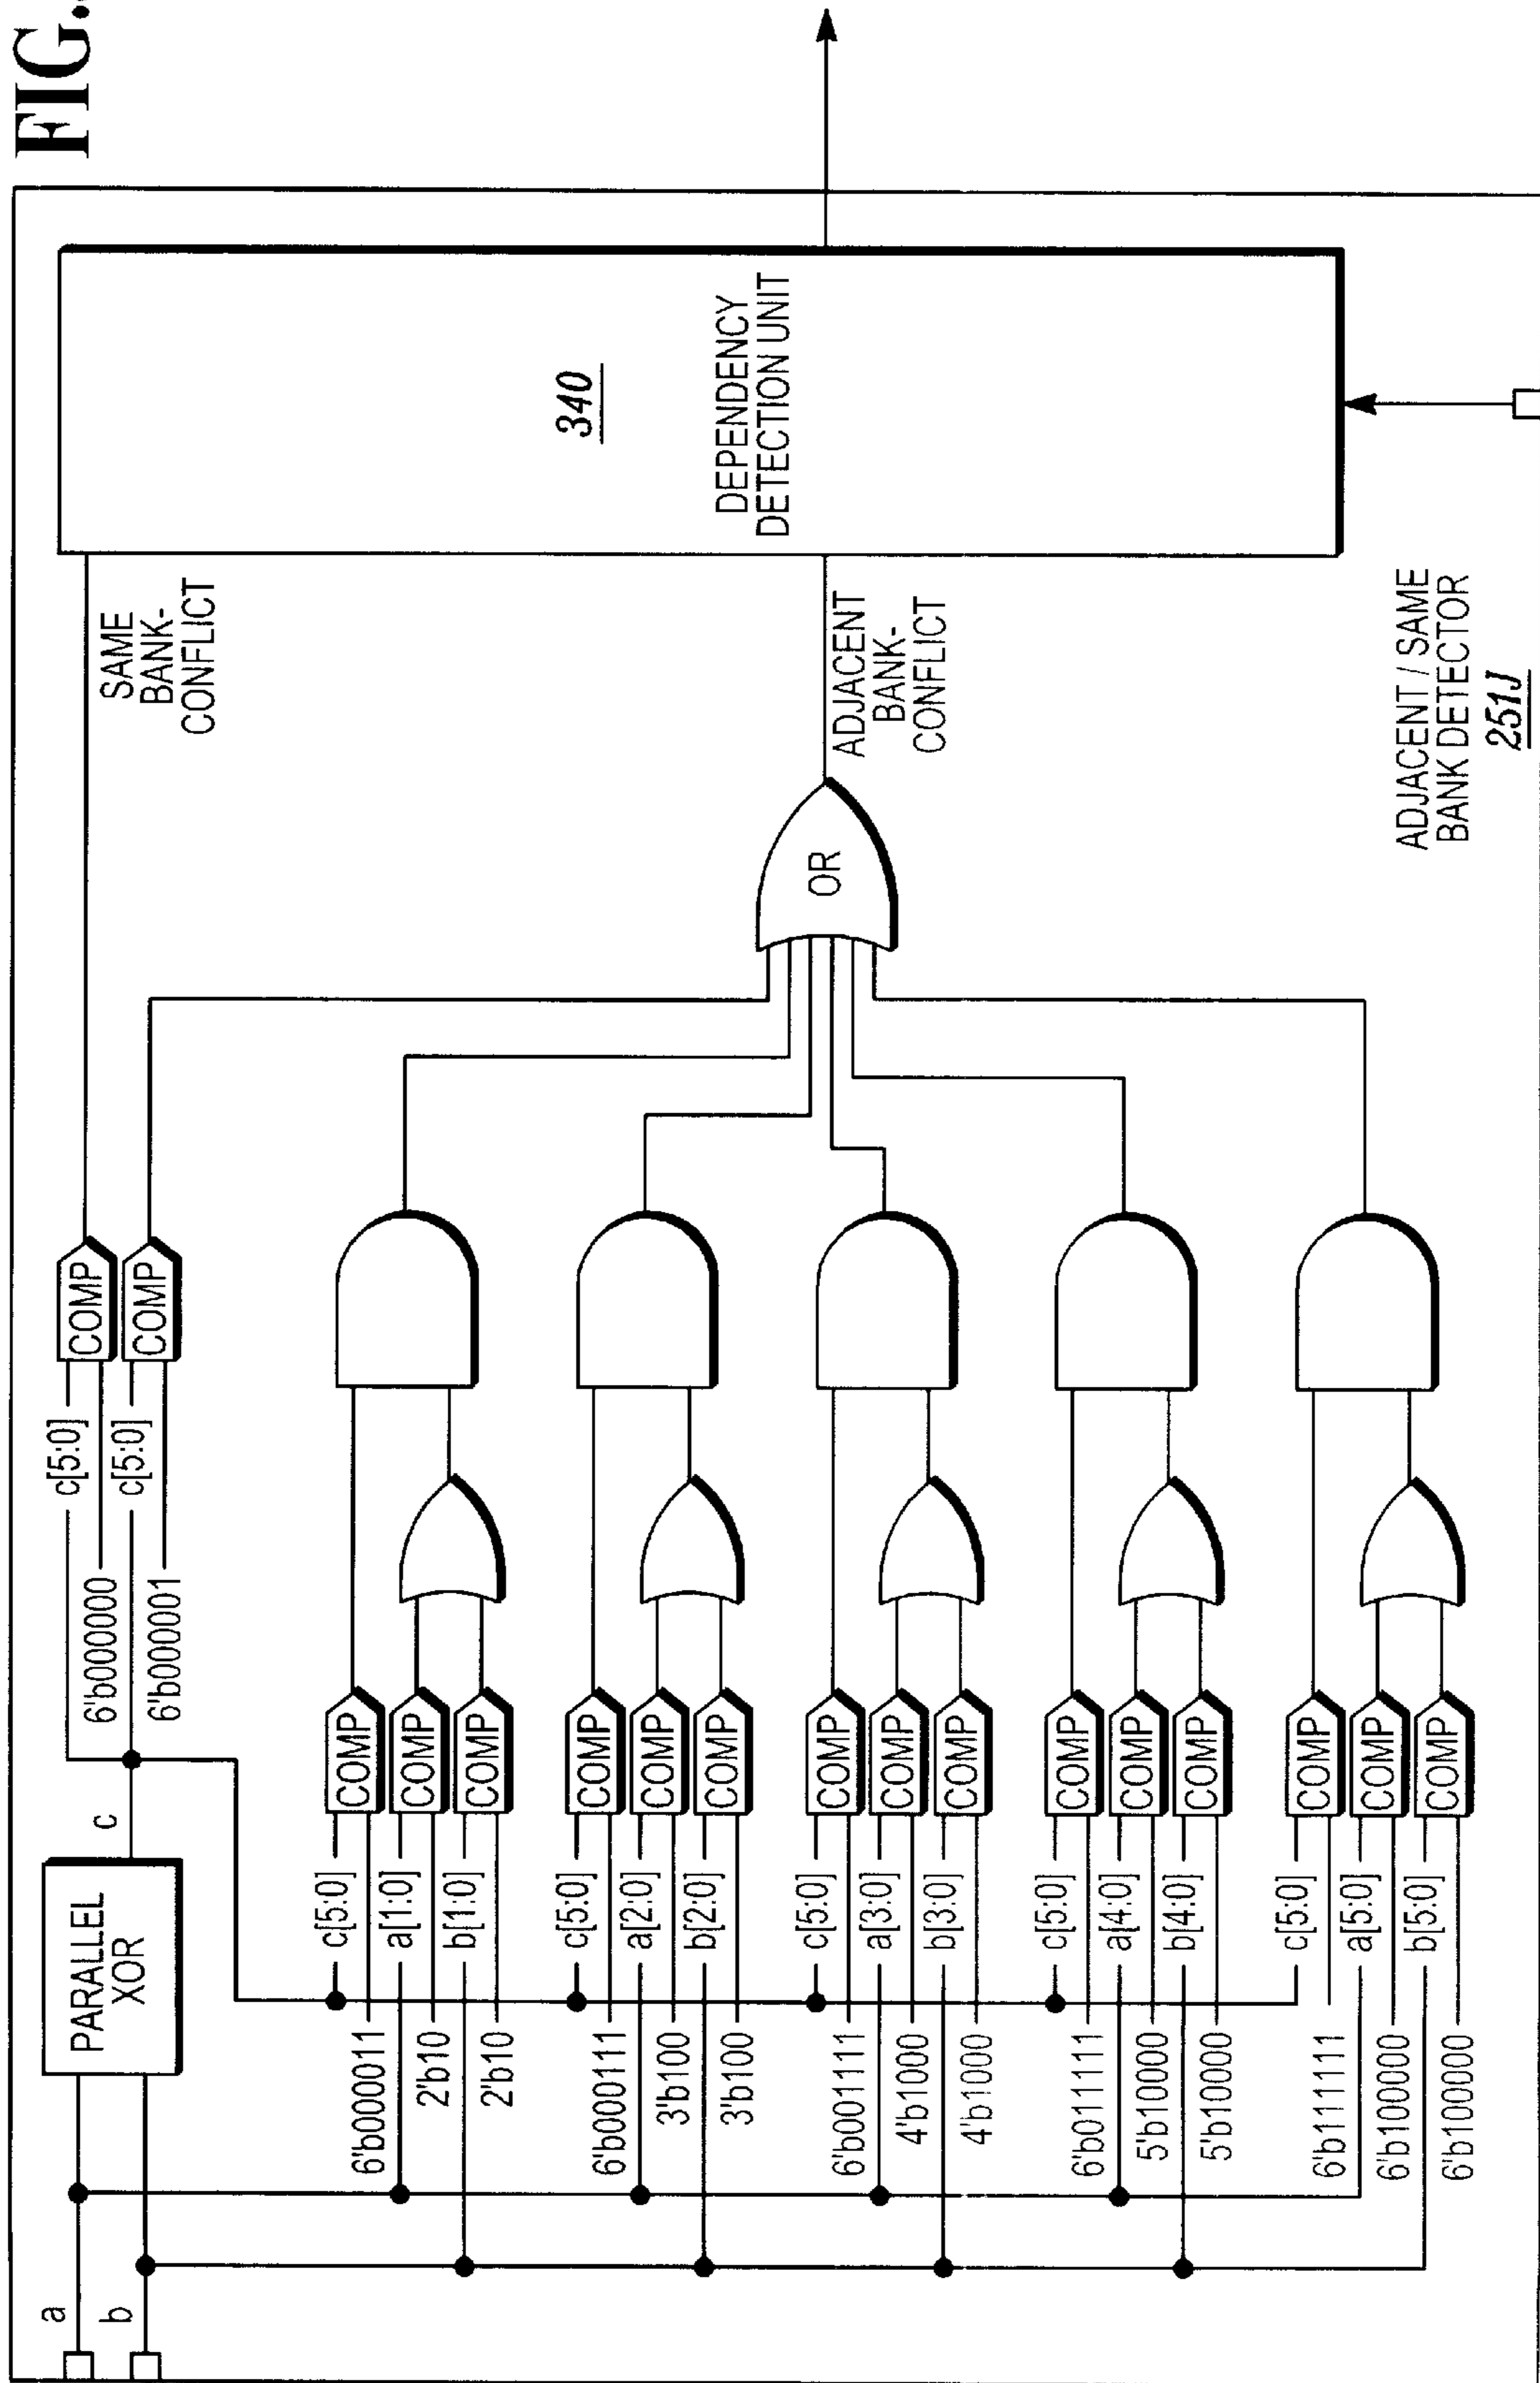 FIG.
a
b
PARALLEL
XOR
c
c[5:0]
6'b000000
c[5:0]
6'b000001
COMP
COMP
SAME
BANK-
CONFLICT
c[5:0]
6'b000011
a[1:0]
2'b10
b[1:0]
2'b10
COMP
COMP
COMP
c[5:0]
6'b000111
a[2:0]
3'b100
b[2:0]
3'b100
COMP
COMP
COMP
c[5:0]
6'b001111
a[3:0]
4'b1000
b[3:0]
4'b1000
COMP
COMP
COMP
c[5:0]
6'b011111
a[4:0]
5'b10000
b[4:0]
5'b10000
COMP
COMP
COMP
c[5:0]
6'b111111
a[5:0]
6'b100000
b[5:0]
6'b100000
COMP
COMP
COMP
OR
ADJACENT
BANK-
CONFLICT
340
DEPENDENCY
DETECTION UNIT
ADJACENT / SAME
BANK DETECTOR
251J